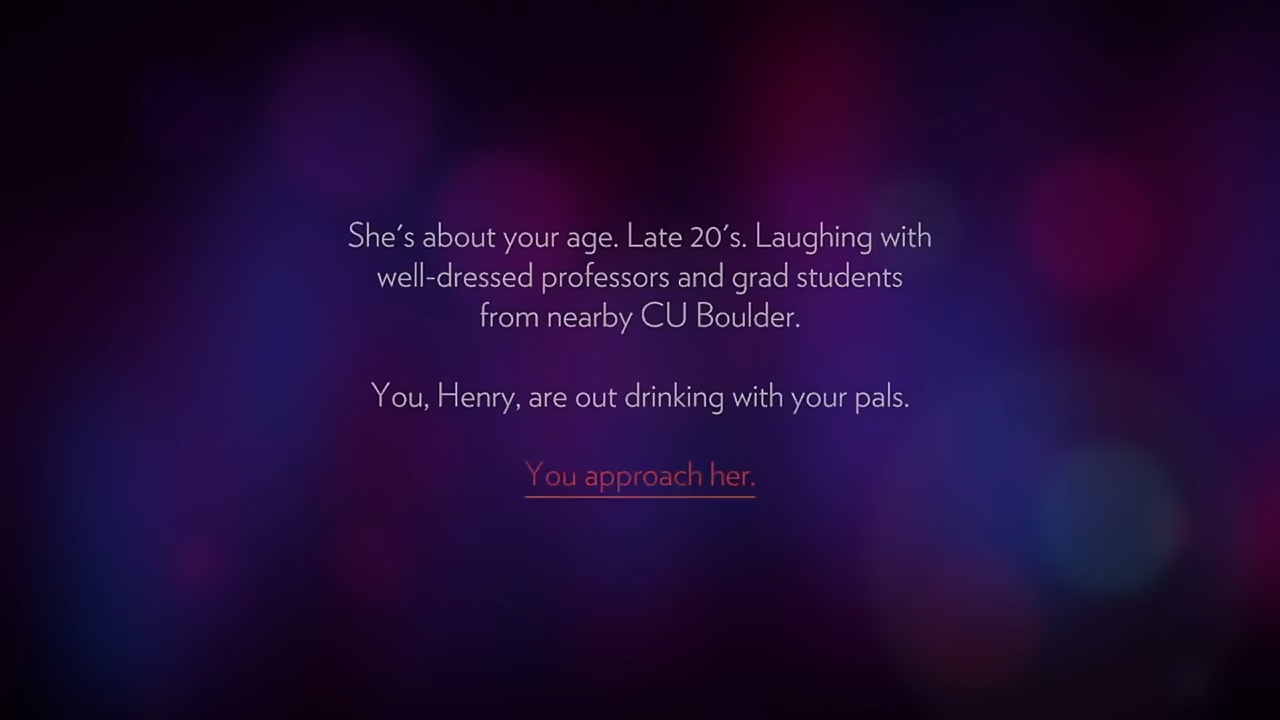 She's about your age. Late 20's. Laughing with
well-dressed professors and grad students
from nearby CU Boulder.
You, Henry, are out drinking with your pals.
You approach her.